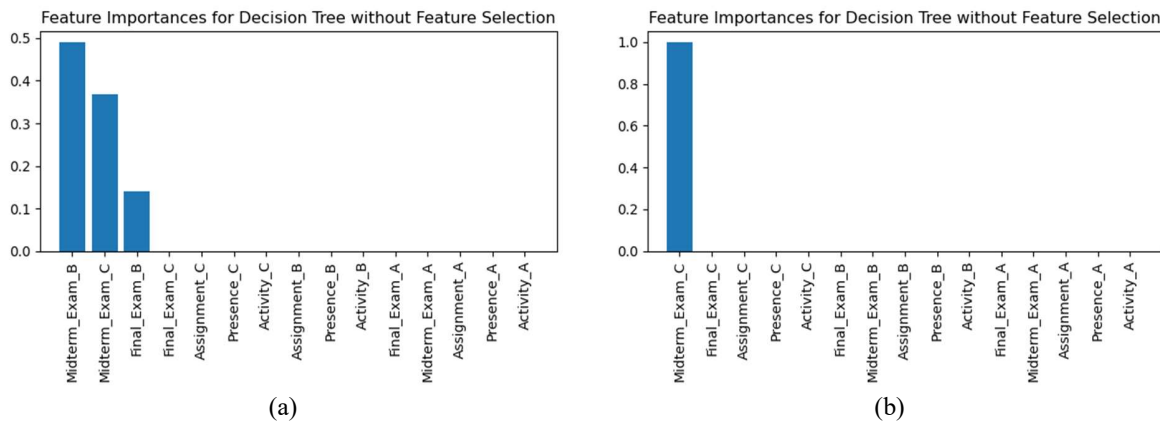 Feature Importances for Decision Tree without Feature Selection
0.5
0.4
0.3
0.2
0.1
0.0
Midterm_Exam_B
Midterm_Exam_C
Final_Exam_B
Final_Exam_C
Assignment_C
Presence_C
Activity_C
Assignment_B
Presence_B
Activity_B
Final_Exam_A
Midterm_Exam_A
Assignment_A
Presence_A
Activity_A
(a)
Feature Importances for Decision Tree without Feature Selection
1.0
0.8
0.6
0.4
0.2
0.0
Midterm_Exam_C
Final_Exam_C
Assignment_C
Presence_C
Activity_C
Final_Exam_B
Midterm_Exam_B
Assignment_B
Presence_B
Activity_B
Final_Exam_A
Midterm_Exam_A
Assignment_A
Presence_A
Activity_A
(b)